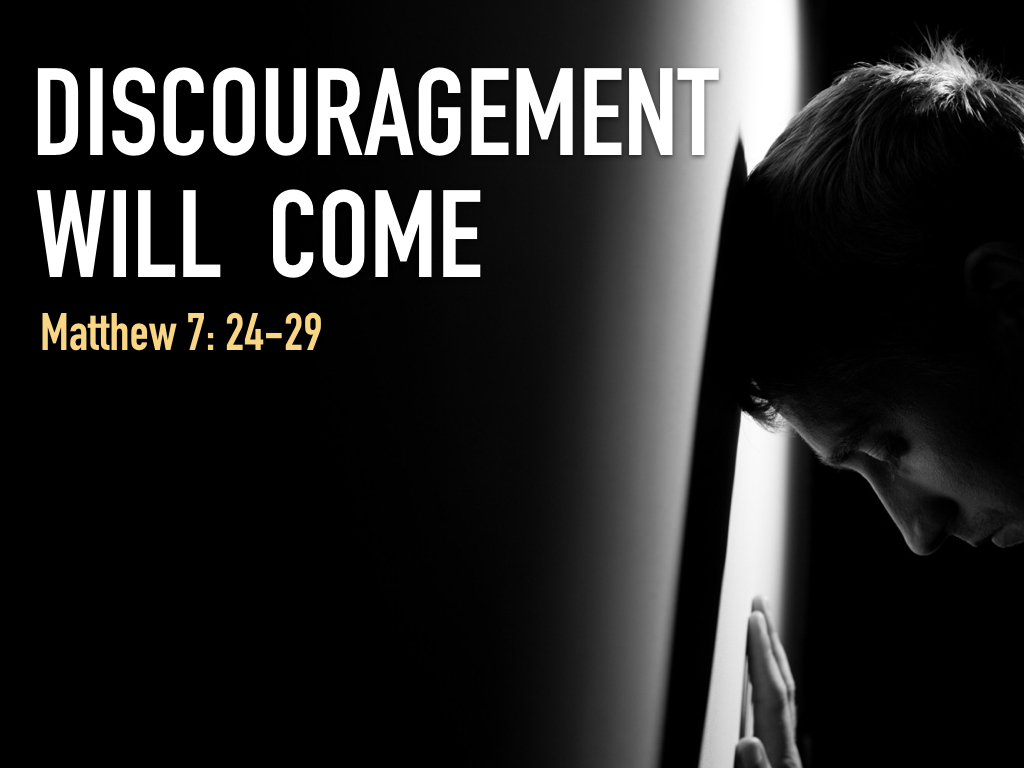 DISCOURAGEMENT
WILL COME
Matthew 7: 24-29